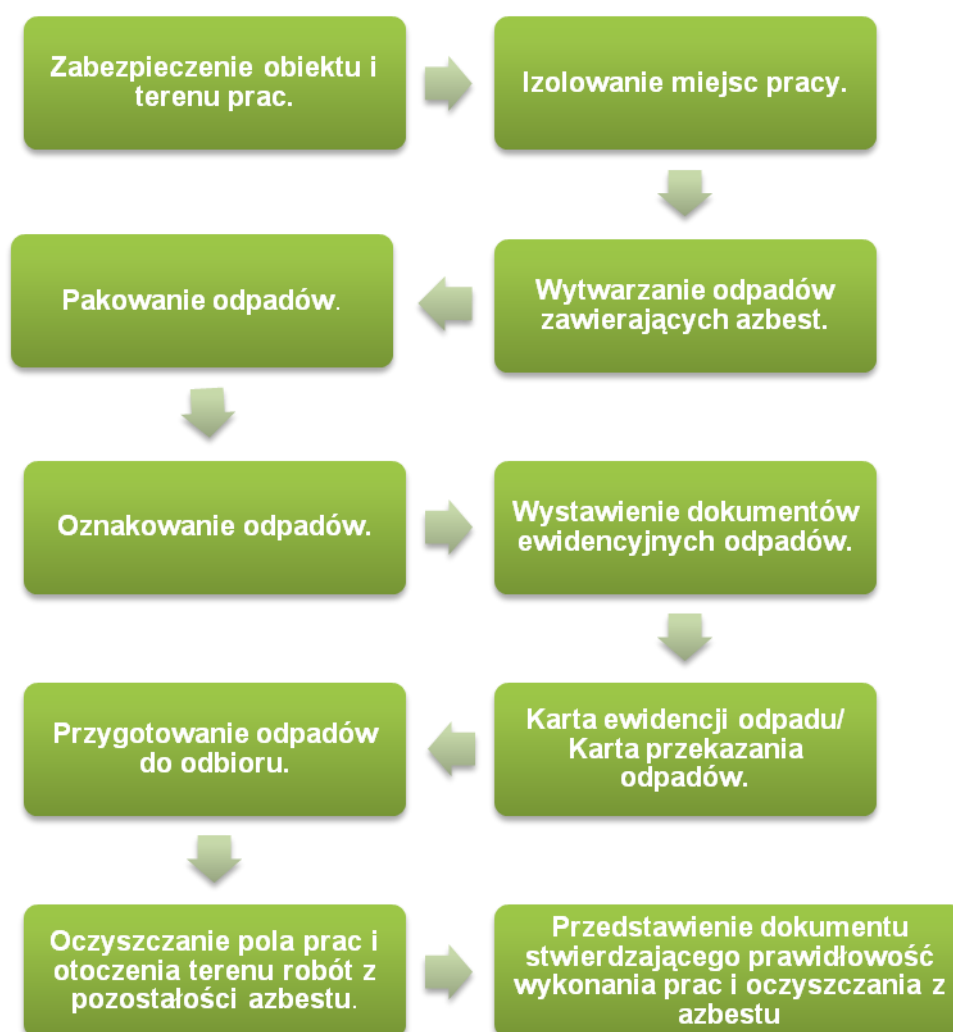 Zabezpieczenie obiektu i
terenu prac.
Izolowanie miejsc pracy.
Wytwarzanie odpadów
zawierających azbest.
Pakowanie odpadów.
Oznakowanie odpadów.
Wystawienie dokumentów
ewidencyjnych odpadów.
Karta ewidencji odpadu/
Karta przekazania
odpadów.
Przygotowanie odpadów
do odbioru.
Oczyszczanie pola prac i
otoczenia terenu robót z
pozostałości azbestu.
Przedstawienie dokumentu
stwierdzającego prawidłowość
wykonania prac i oczyszczania z
azbestu